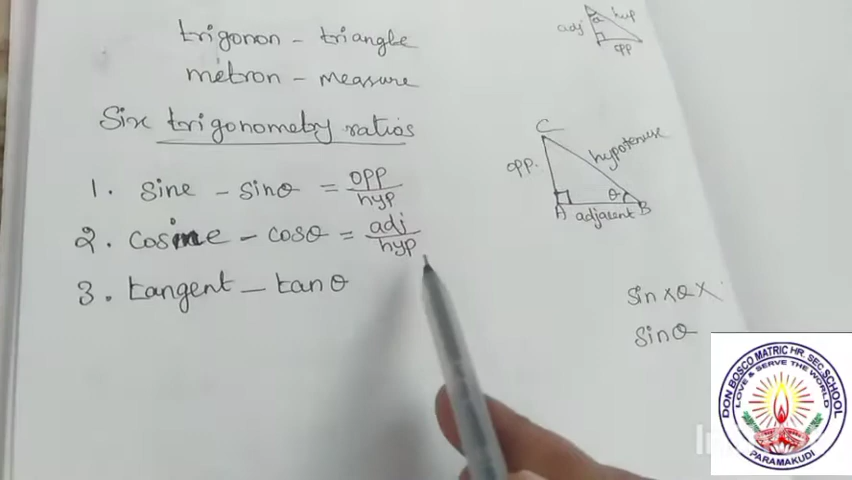 trigonon - triangle
metron - measure
Six trigonometry ratios
1. sine - sinθ = opp/hyp
2. cosine - cosθ = adj/hyp
3. tangent - tanθ
adj
α
hyp
opp
C
opp.
hypotenuse
θ
A
adjacent
B
sin x θ x
sinθ
DON BOSCO MATRIC HR. SEC. SCHOOL
LOVE & SERVE THE WORLD
PARAMAKUDI